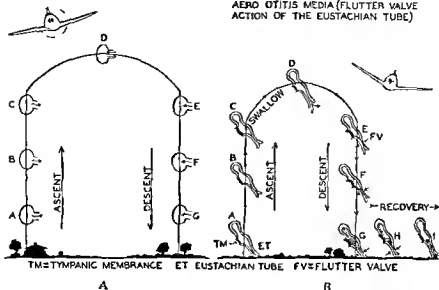 AERO OTITIS MEDIA (FLUTTER VALVE
ACTION OF THE EUSTACHIAN TUBE)
D
C
E
B
F
A
G
ASCENT
DESCENT
D
C
SWALLOW
E
FV
B
F
A
TM
ET
G
H
I
ASCENT
DESCENT
RECOVERY
TM=TYMPANIC MEMBRANCE ET EUSTACHIAN TUBE FV=FLUTTER VALVE
A
B